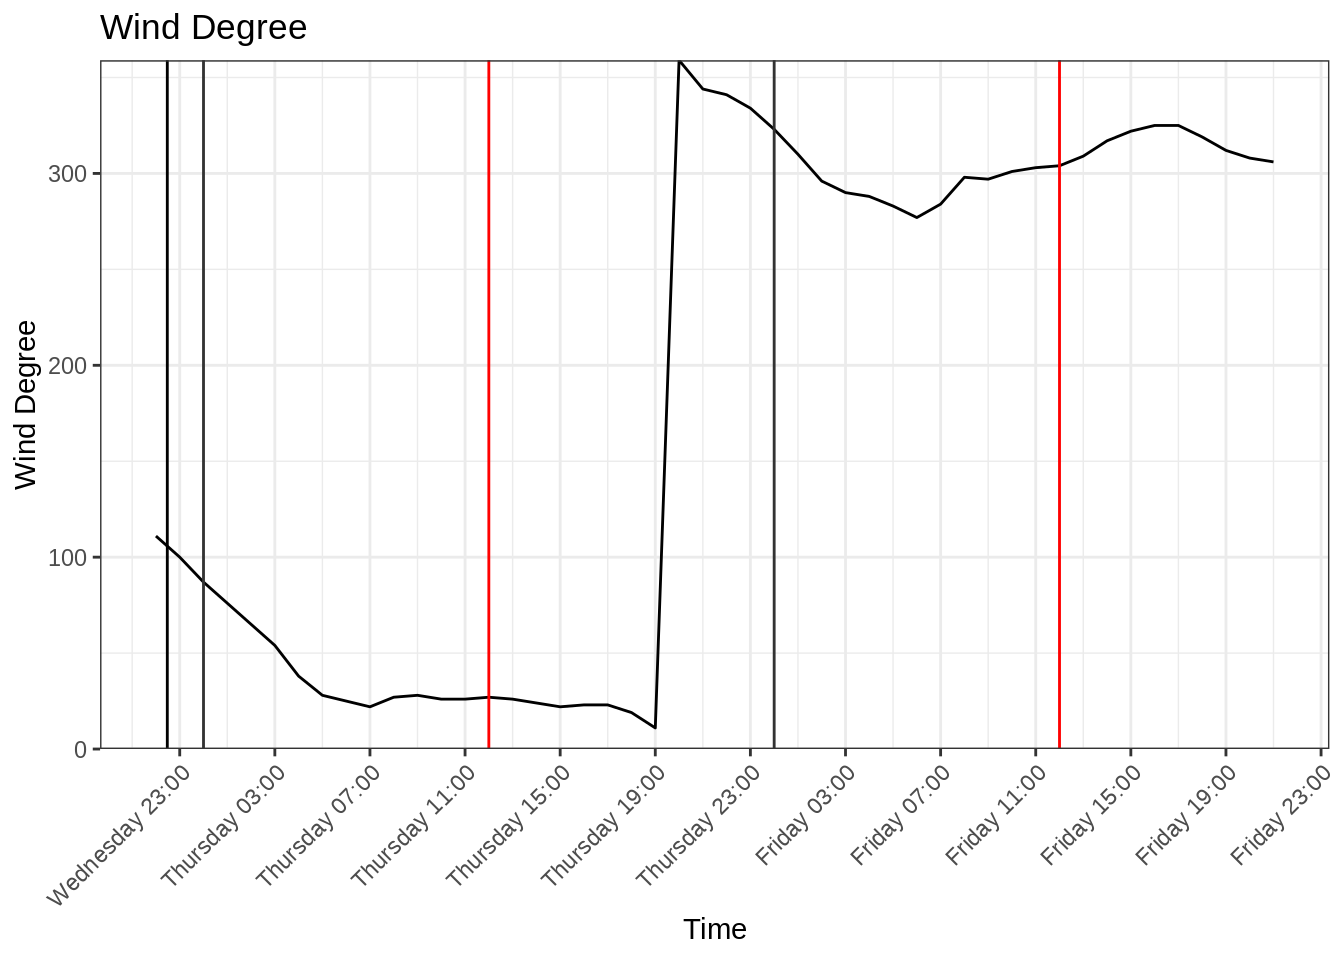 Wind Degree
Wind Degree
300
200
100
0
Wednesday 23:00
Thursday 03:00
Thursday 07:00
Thursday 11:00
Thursday 15:00
Thursday 19:00
Thursday 23:00
Friday 03:00
Friday 07:00
Friday 11:00
Friday 15:00
Friday 19:00
Friday 23:00
Time